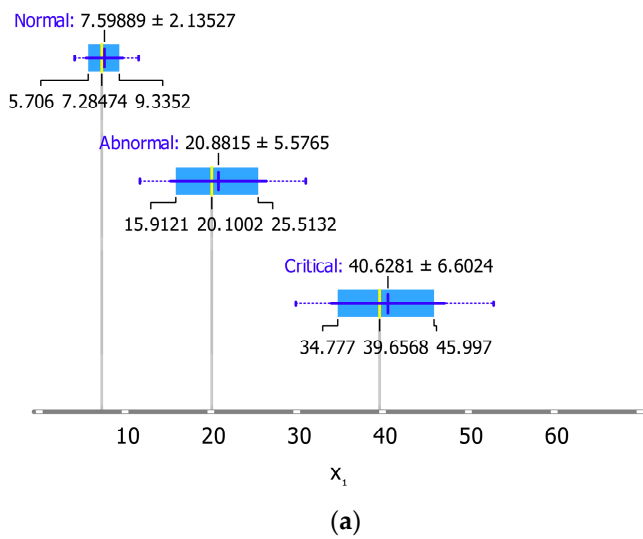 Normal: 7.59889 ± 2.13527
5.706 7.28474 9.3352
Abnormal: 20.8815 ± 5.5765
15.9121 20.1002 25.5132
Critical: 40.6281 ± 6.6024
34.777 39.6568 45.997
10 20 30 40 50 60
x₁
(a)